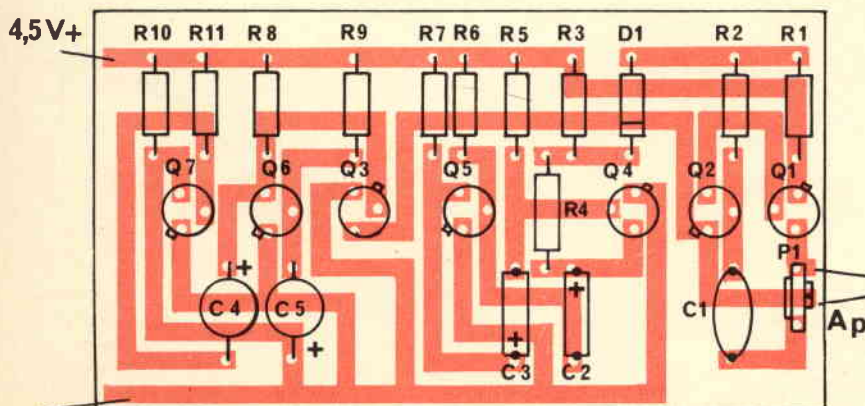 4,5V+
R10 R11 R8 R9 R7 R6 R5 R3 D1 R2 R1
Q7 Q6 Q3 Q5 Q4 Q2 Q1
R4
P1
C4 C5 C1
Ap
C3 C2